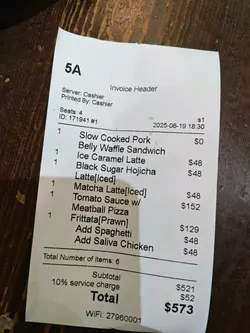 5A
Invoice Header
Server: Cashier
Printed By: Cashier
Seats: 4
ID: 171941 #1
s1
2025-06-19 18:30
1 Slow Cooked Pork $0
Belly Waffle Sandwich
1 Ice Caramel Latte $48
1 Black Sugar Hojicha $48
Latte[Iced]
1 Matcha Latte[Iced] $48
1 Tomato Sauce w/ $152
Meatball Pizza
1 Frittata[Prawn] $129
Add Spaghetti $48
Add Saliva Chicken $48
Total Number of Items: 6
Subtotal $521
10% service charge $52
Total $573
WiFi: 27960001